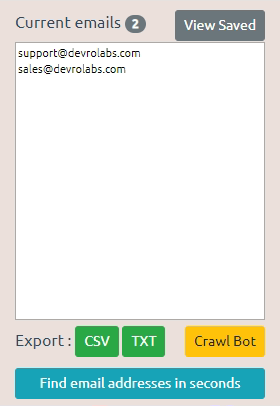 Current emails 2 View Saved
support@devrolabs.com
sales@devrolabs.com
Export : CSV TXT Crawl Bot
Find email addresses in seconds